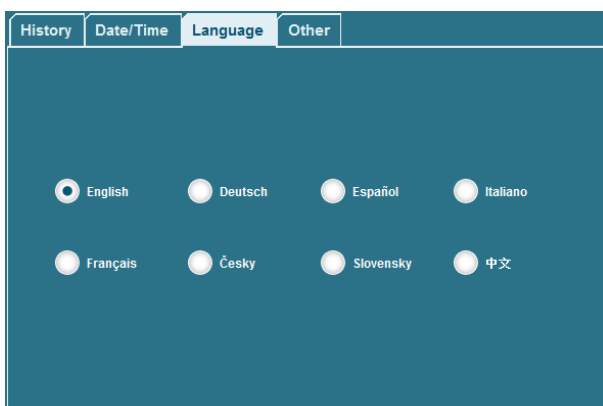 History Date/Time Language Other
English Deutsch Español Italiano
Français Česky Slovensky 中文